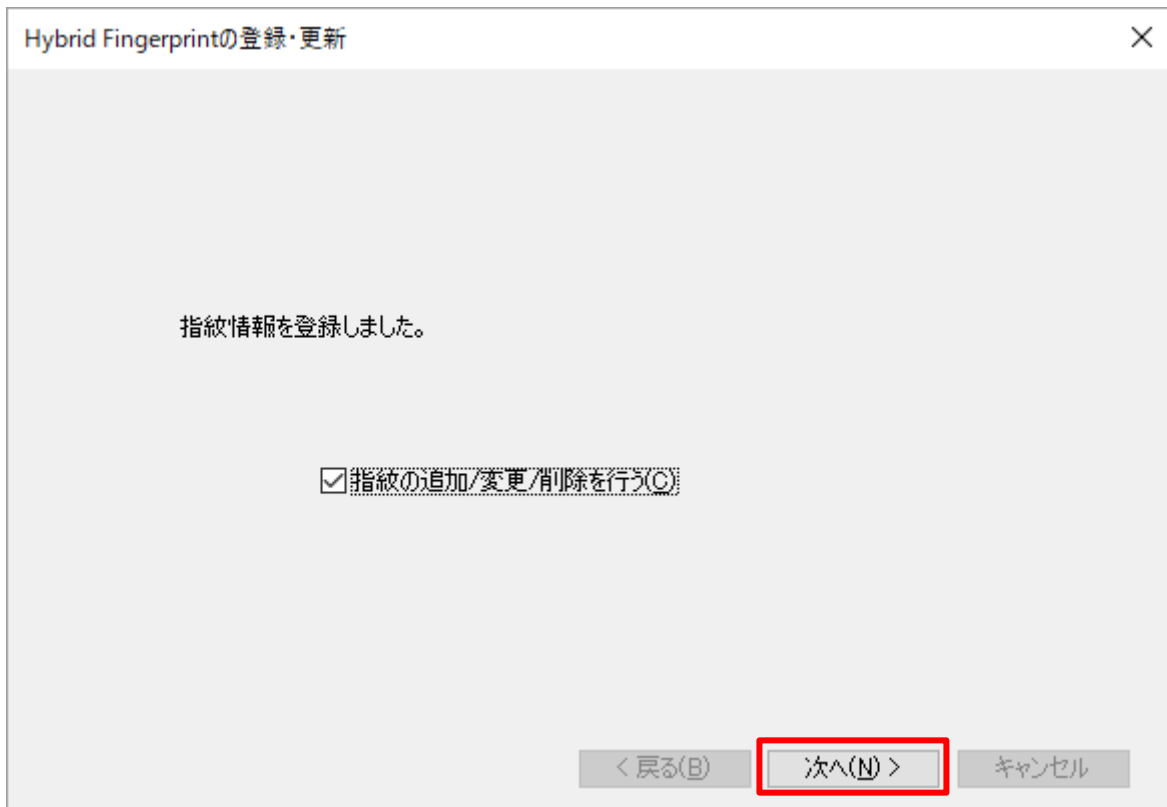 Hybrid Fingerprintの登録・更新
指紋情報を登録しました。
指紋の追加/変更/削除を行う(C)
< 戻る(B)
次へ(N) >
キャンセル